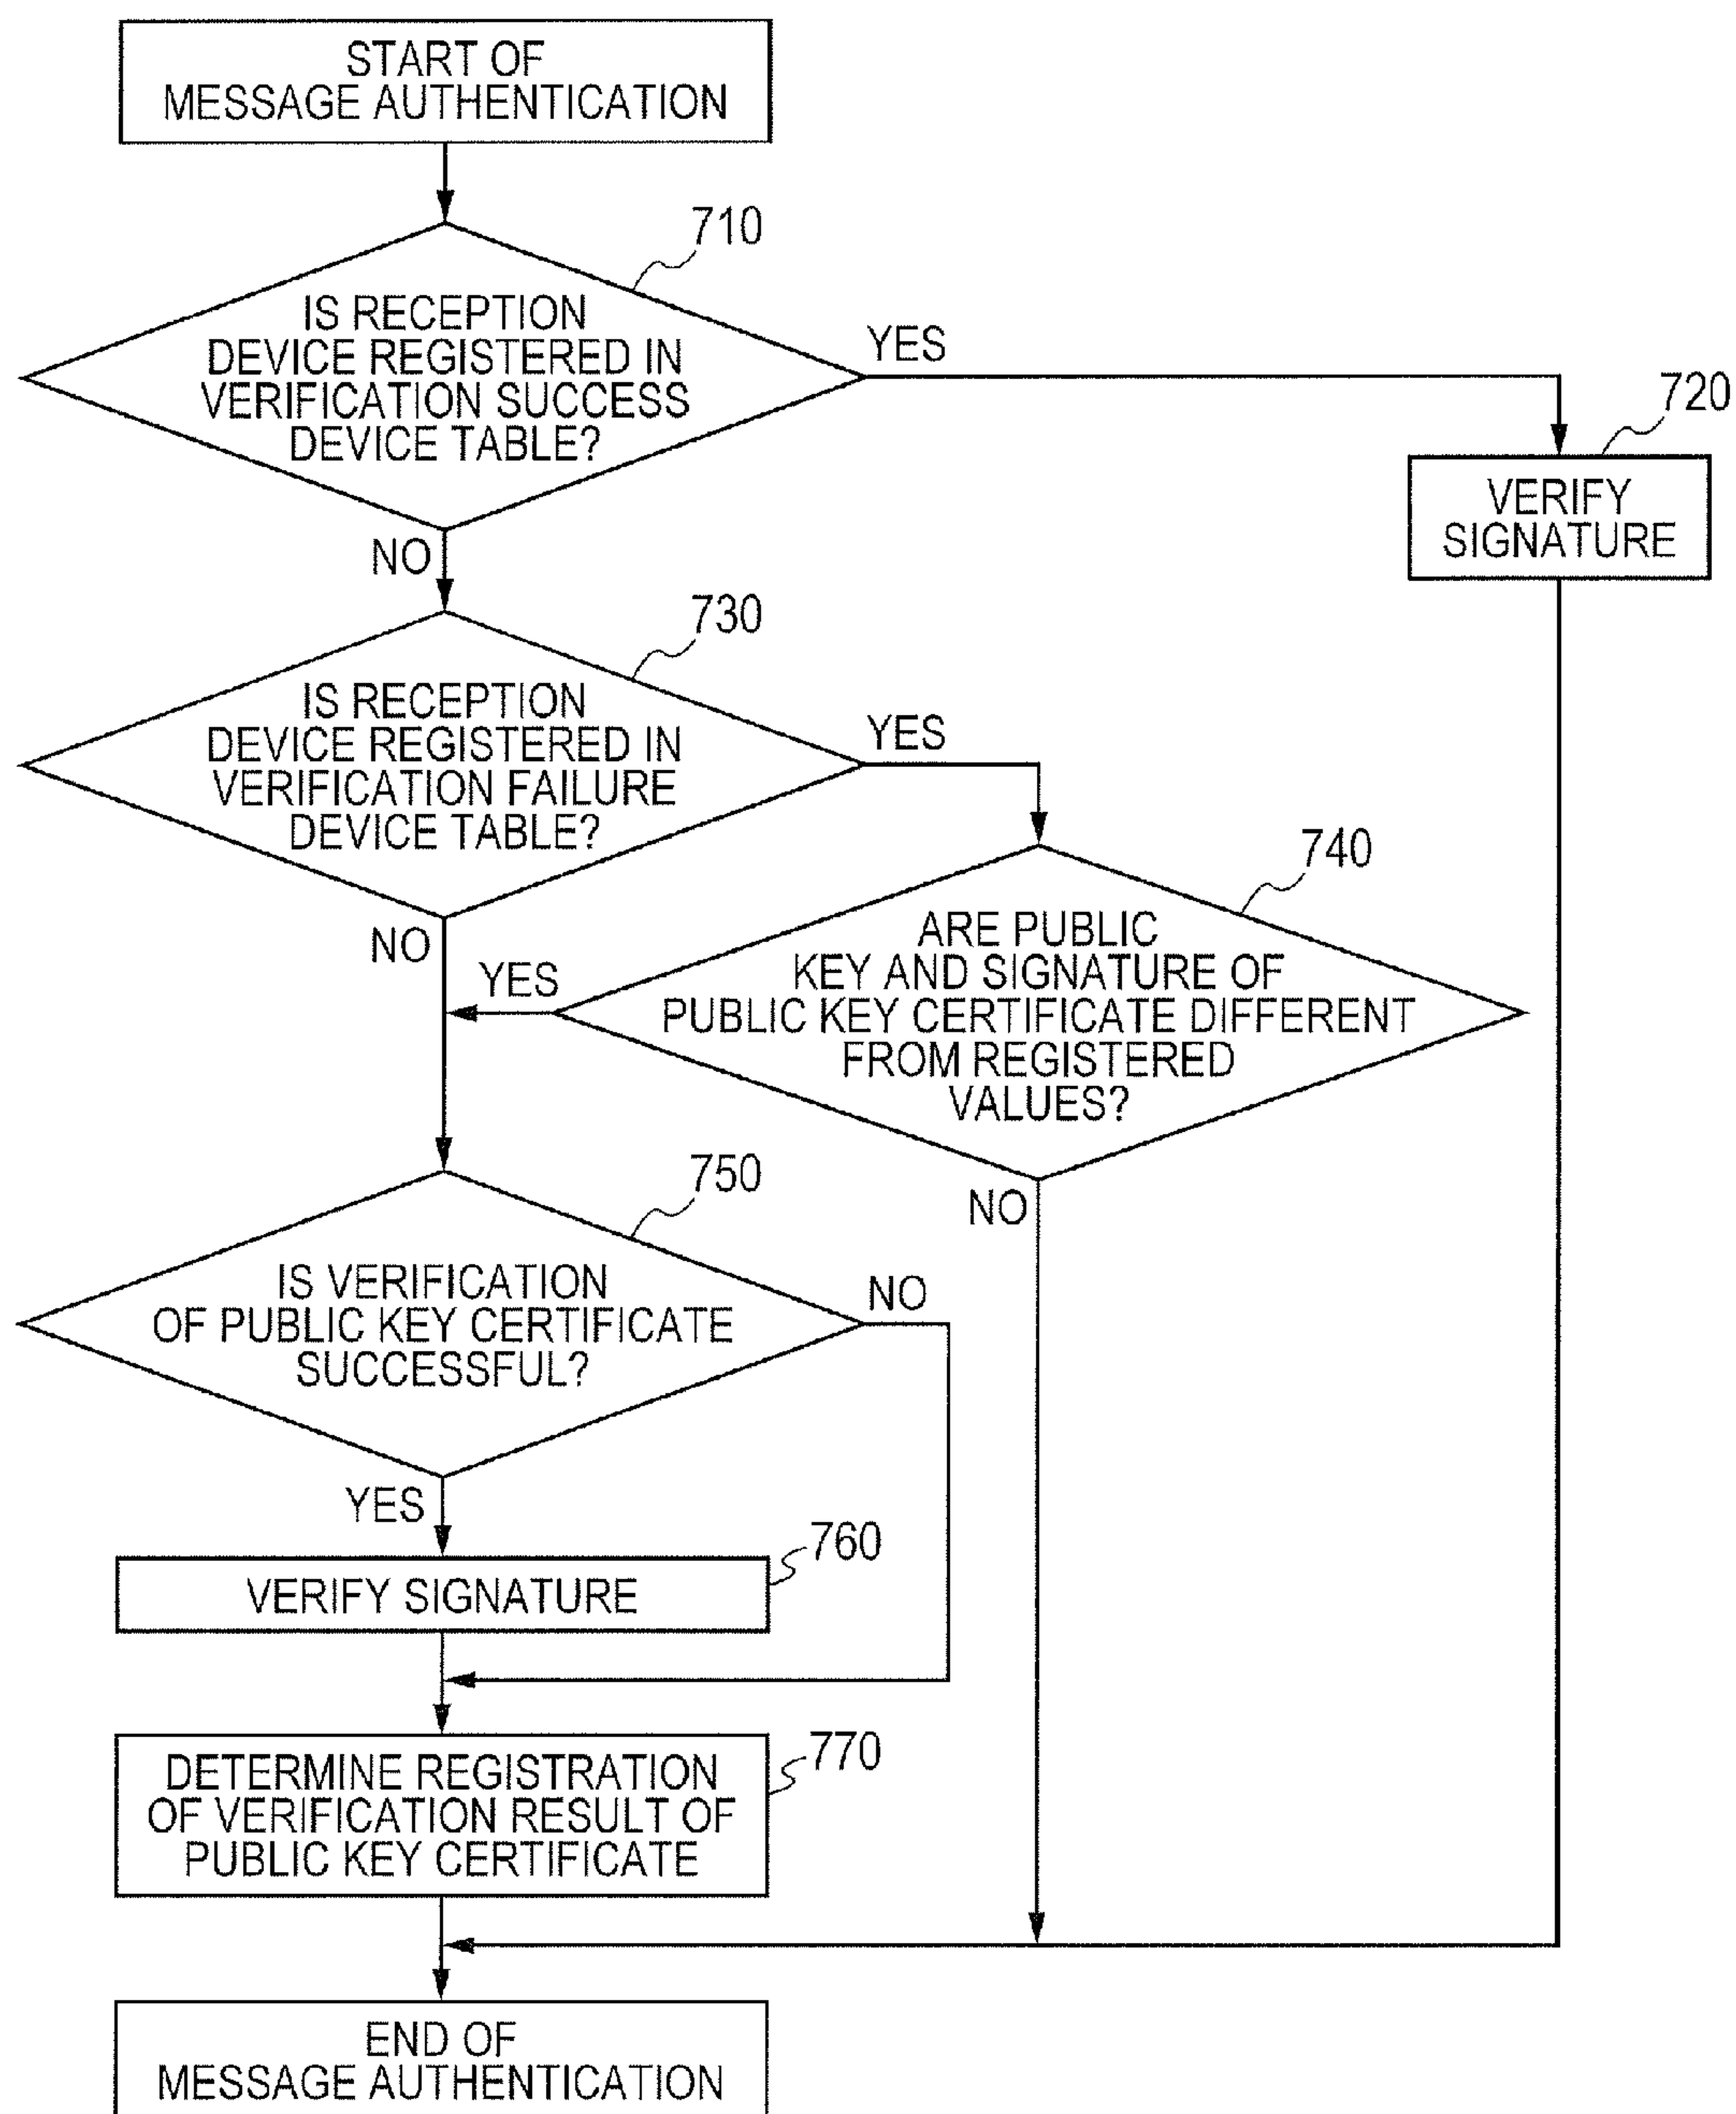 START OF
MESSAGE AUTHENTICATION
710
IS RECEPTION
DEVICE REGISTERED IN
VERIFICATION SUCCESS
DEVICE TABLE?
YES
720
VERIFY
SIGNATURE
NO
730
IS RECEPTION
DEVICE REGISTERED IN
VERIFICATION FAILURE
DEVICE TABLE?
YES
740
ARE PUBLIC
KEY AND SIGNATURE OF
PUBLIC KEY CERTIFICATE DIFFERENT
FROM REGISTERED
VALUES?
NO
YES
NO
750
IS VERIFICATION
OF PUBLIC KEY CERTIFICATE
SUCCESSFUL?
NO
YES
760
VERIFY SIGNATURE
770
DETERMINE REGISTRATION
OF VERIFICATION RESULT OF
PUBLIC KEY CERTIFICATE
END OF
MESSAGE AUTHENTICATION